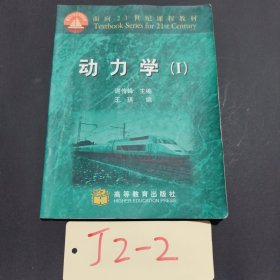 面向21世纪课程教材
Textbook Series for 21st Century
动力学(I)
谢传锋 主编
王琪 编
高等教育出版社
HIGHER EDUCATION PRESS
J2-2